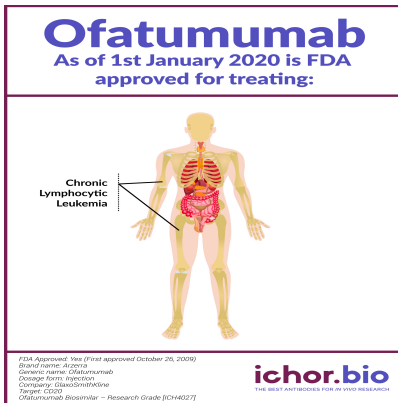 Ofatumumab
As of 1st January 2020 is FDA
approved for treating:
Chronic
Lymphocytic
Leukemia
FDA Approved: Yes (First approved October 26, 2009)
Brand name: Arzerra
Generic name: Ofatumumab
Dosage form: Injection
Company: GlaxoSmithKline
Target: CD20
Ofatumumab Biosimilar – Research Grade [ICH4027]
ichor.bio
THE BEST ANTIBODIES FOR IN VIVO RESEARCH